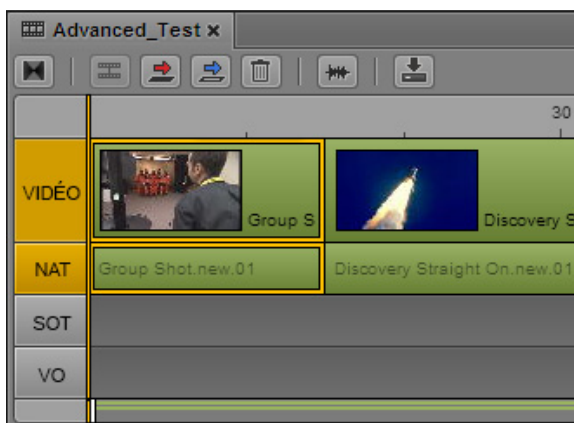 Advanced_Test x
30
VIDÉO
Group S
Discovery S
NAT
Group Shot.new.01
Discovery Straight On.new.01
SOT
VO